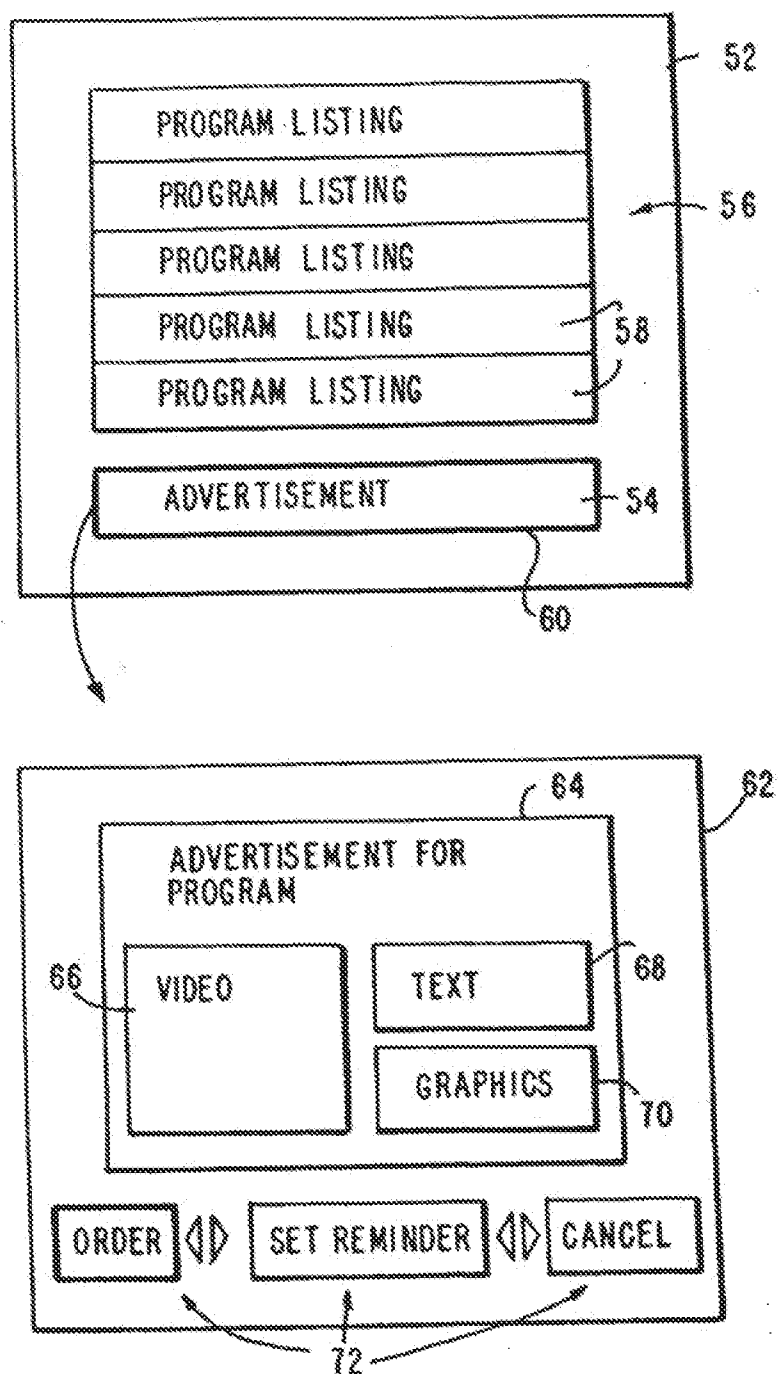 52
PROGRAM LISTING
PROGRAM LISTING
56
PROGRAM LISTING
PROGRAM LISTING
58
PROGRAM LISTING
ADVERTISEMENT
54
60
64
62
ADVERTISEMENT FOR
PROGRAM
66
VIDEO
TEXT
68
GRAPHICS
70
ORDER
SET REMINDER
CANCEL
72